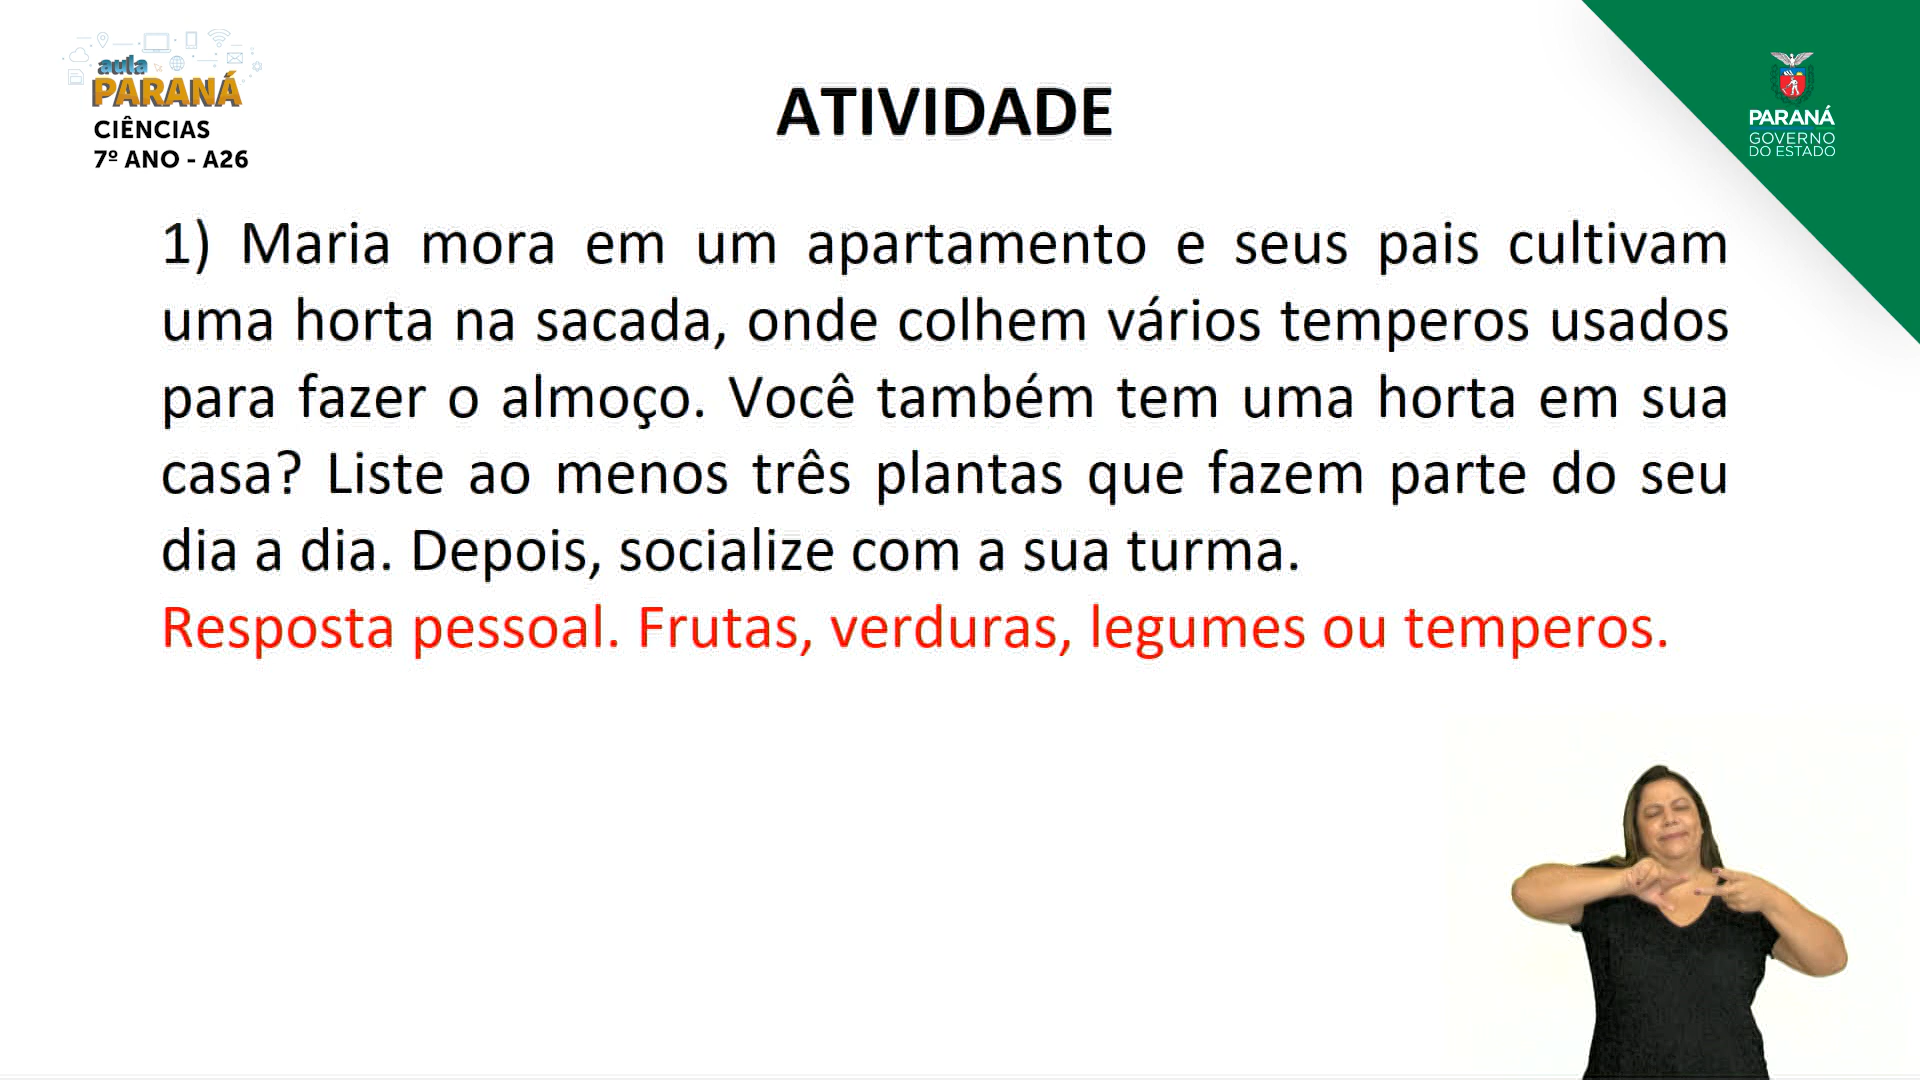 aula
PARANÁ
CIÊNCIAS
7º ANO - A26
ATIVIDADE
PARANÁ
GOVERNO
DO ESTADO
1) Maria mora em um apartamento e seus pais cultivam
uma horta na sacada, onde colhem vários temperos usados
para fazer o almoço. Você também tem uma horta em sua
casa? Liste ao menos três plantas que fazem parte do seu
dia a dia. Depois, socialize com a sua turma.
Resposta pessoal. Frutas, verduras, legumes ou temperos.